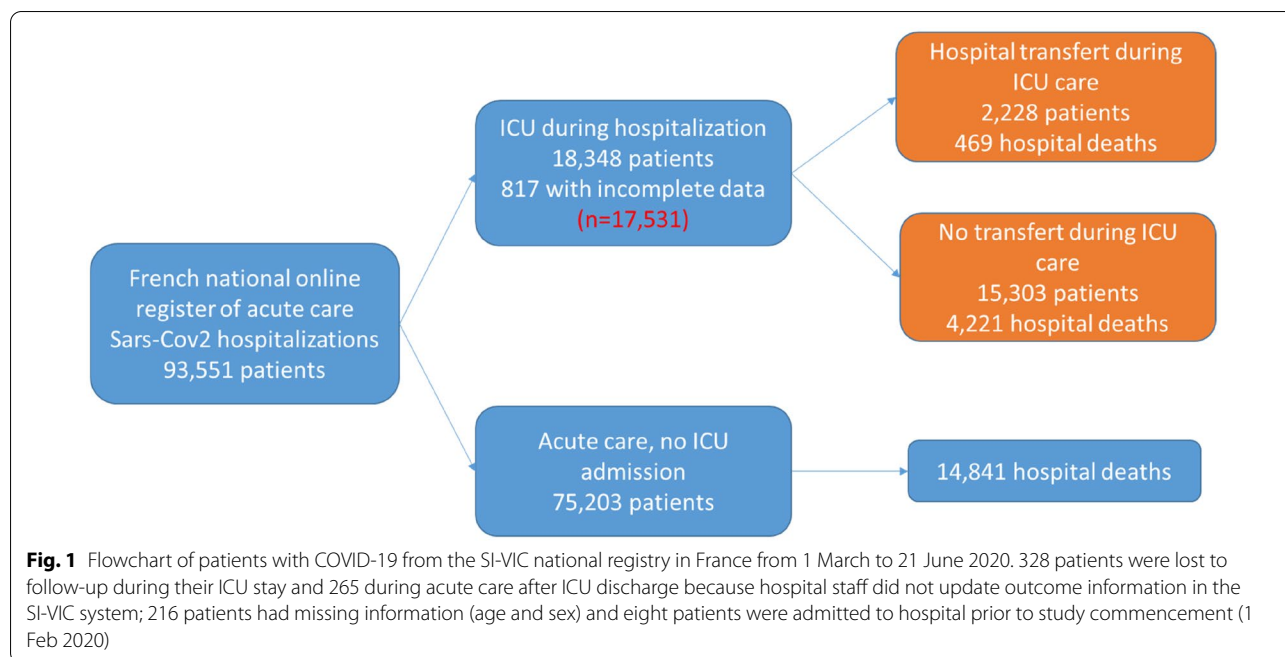 French national online
register of acute care
Sars-Cov2 hospitalizations
93,551 patients
ICU during hospitalization
18,348 patients
817 with incomplete data
(n=17,531)
Hospital transfert during
ICU care
2,228 patients
469 hospital deaths
No transfert during ICU
care
15,303 patients
4,221 hospital deaths
Acute care, no ICU
admission
75,203 patients
14,841 hospital deaths
Fig. 1 Flowchart of patients with COVID-19 from the SI-VIC national registry in France from 1 March to 21 June 2020. 328 patients were lost to
follow-up during their ICU stay and 265 during acute care after ICU discharge because hospital staff did not update outcome information in the
SI-VIC system; 216 patients had missing information (age and sex) and eight patients were admitted to hospital prior to study commencement (1
Feb 2020)